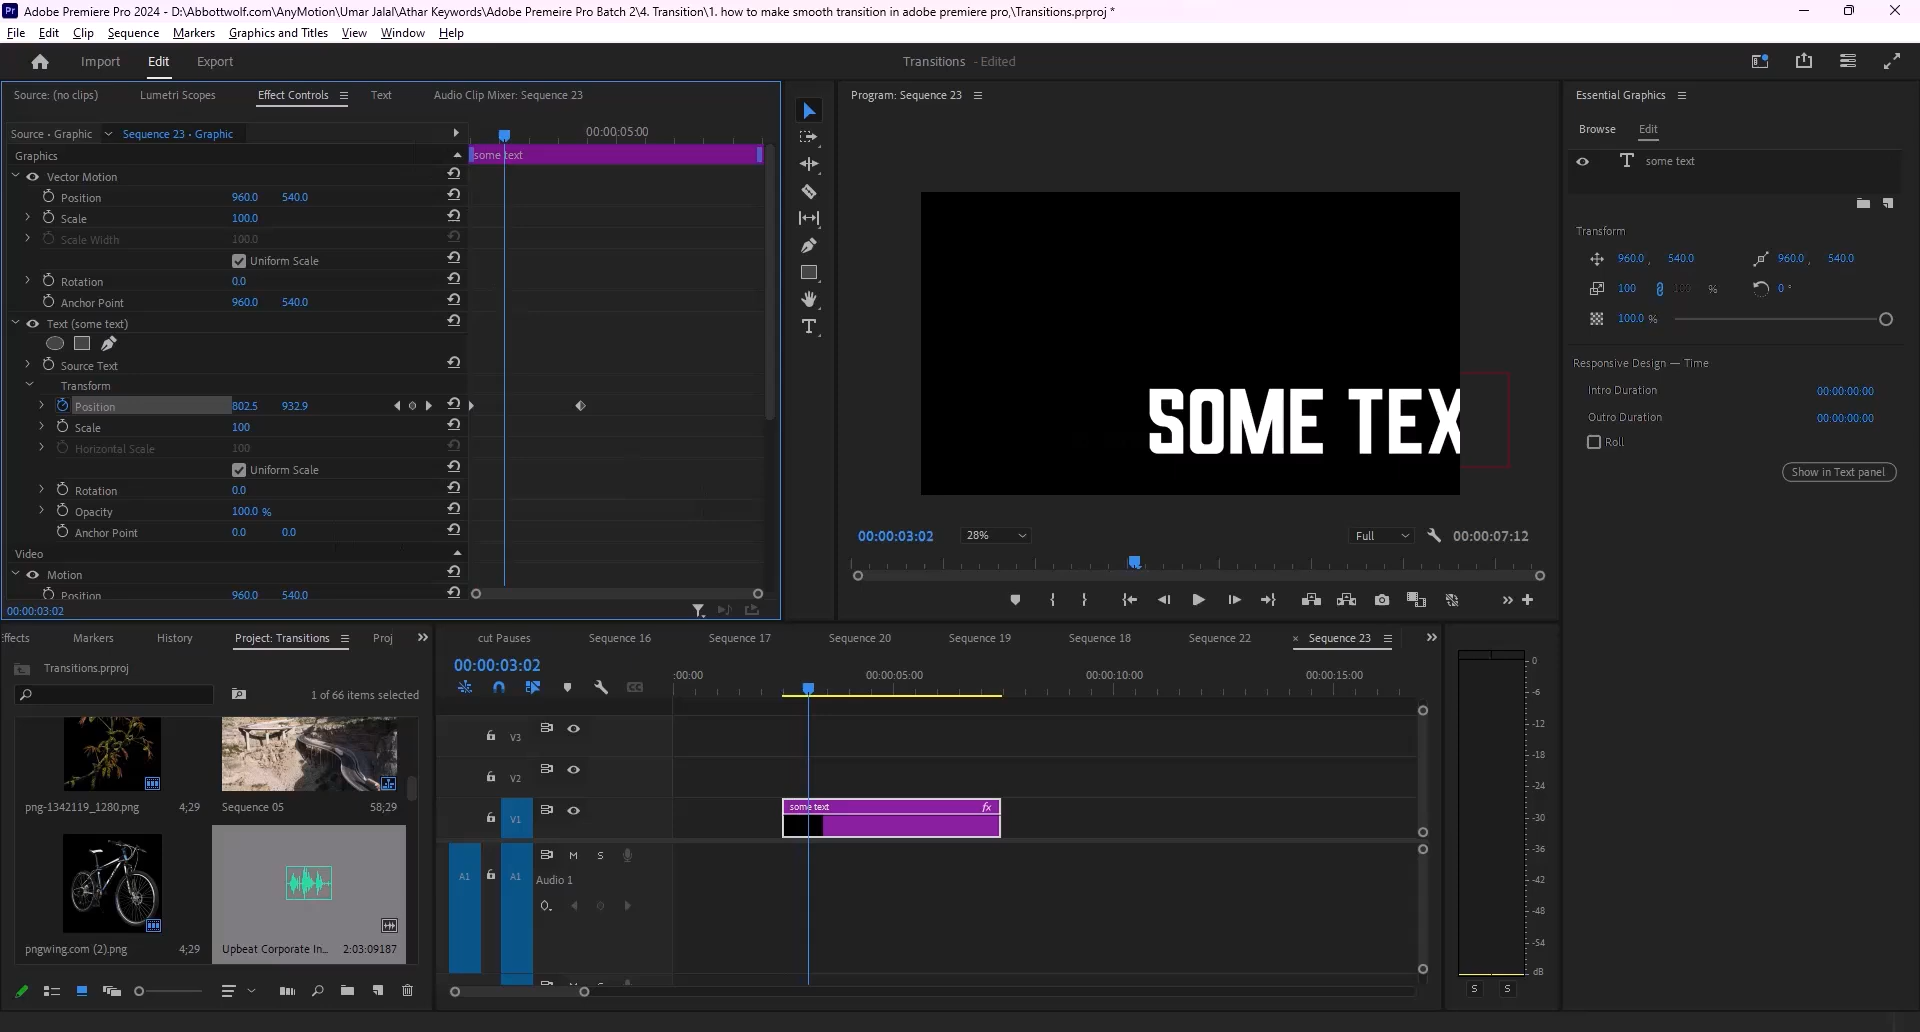 Adobe Premiere Pro 2024 - D:\Abbottwolf.com\AnyMotion\Umar Jalal\Athar Keywords\Adobe Premeire Pro Batch 2\4. Transition\1. how to make smooth transition in adobe premiere pro,\Transitions.prproj *
File Edit Clip Sequence Markers Graphics and Titles View Window Help
Import Edit Export
Transitions - Edited
Source: (no clips) Lumetri Scopes Effect Controls Text Audio Clip Mixer: Sequence 23
Source • Graphic Sequence 23 • Graphic
00:00:05:00
Graphics
some text
Vector Motion
Position 960.0 540.0
Scale 100.0
Scale Width 100.0
Uniform Scale
Rotation 0.0
Anchor Point 960.0 540.0
Text (some text)
Source Text
Transform
Position 802.5 932.9
Scale 100
Horizontal Scale 100
Uniform Scale
Rotation 0.0
Opacity 100.0 %
Anchor Point 0.0 0.0
Video
Motion
Position 960.0 540.0
00:00:03:02
Program: Sequence 23
SOME TEX
00:00:03:02 28% Full 00:00:07:12
Essential Graphics
Browse Edit
some text
Transform
960.0 , 540.0 960.0 , 540.0
100 100 % 0 °
100.0 %
Responsive Design — Time
Intro Duration 00:00:00:00
Outro Duration 00:00:00:00
Roll
Show in Text panel
ffects Markers History Project: Transitions Proj
Transitions.prproj
1 of 66 items selected
png-1342119_1280.png 4;29
Sequence 05 58;29
pngwing.com (2).png 4;29
Upbeat Corporate In... 2:03:09187
cut Pauses Sequence 16 Sequence 17 Sequence 20 Sequence 19 Sequence 18 Sequence 22 × Sequence 23
00:00:03:02
:00:00 00:00:05:00 00:00:10:00 00:00:15:00
V3
V2
V1
some text fx
A1 A1 M S
Audio 1
M S
0
-6
-12
-18
-24
-30
-36
-42
-48
-54
dB
S S